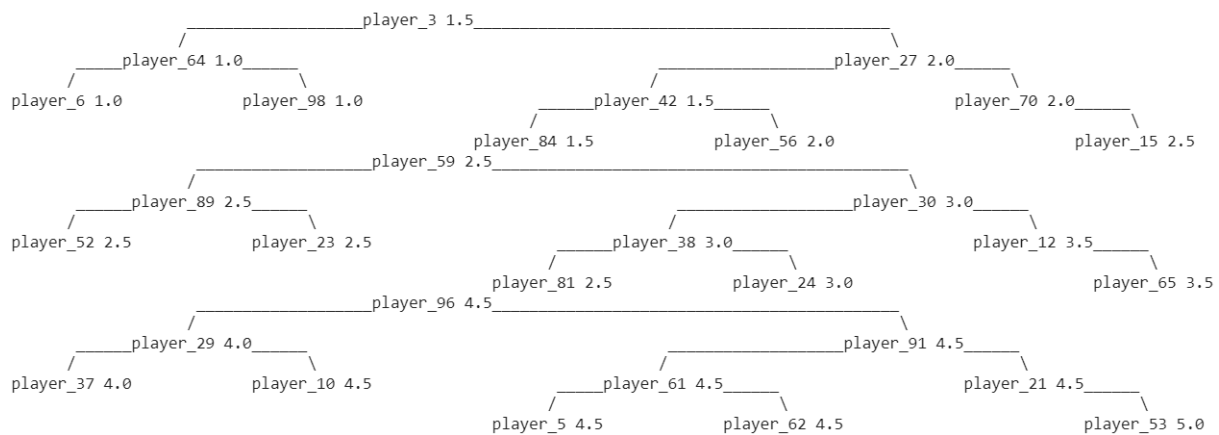 player_3 1.5
player_64 1.0 player_27 2.0
player_6 1.0 player_98 1.0 player_42 1.5 player_70 2.0
player_84 1.5 player_56 2.0 player_15 2.5
player_59 2.5
player_89 2.5 player_30 3.0
player_52 2.5 player_23 2.5 player_38 3.0 player_12 3.5
player_81 2.5 player_24 3.0 player_65 3.5
player_96 4.5
player_29 4.0 player_91 4.5
player_37 4.0 player_10 4.5 player_61 4.5 player_21 4.5
player_5 4.5 player_62 4.5 player_53 5.0